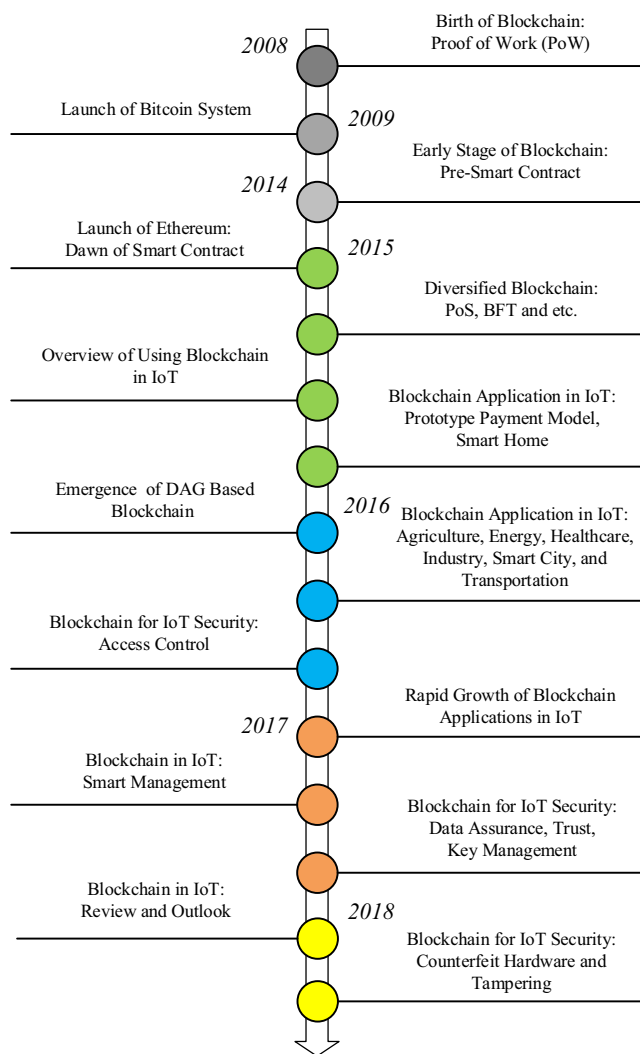 Birth of Blockchain:
Proof of Work (PoW)
2008
Launch of Bitcoin System
2009
Early Stage of Blockchain:
Pre-Smart Contract
2014
Launch of Ethereum:
Dawn of Smart Contract
2015
Diversified Blockchain:
PoS, BFT and etc.
Overview of Using Blockchain
in IoT
Blockchain Application in IoT:
Prototype Payment Model,
Smart Home
Emergence of DAG Based
Blockchain
2016
Blockchain Application in IoT:
Agriculture, Energy, Healthcare,
Industry, Smart City, and
Transportation
Blockchain for IoT Security:
Access Control
Rapid Growth of Blockchain
Applications in IoT
2017
Blockchain in IoT:
Smart Management
Blockchain for IoT Security:
Data Assurance, Trust,
Key Management
Blockchain in IoT:
Review and Outlook
2018
Blockchain for IoT Security:
Counterfeit Hardware and
Tampering